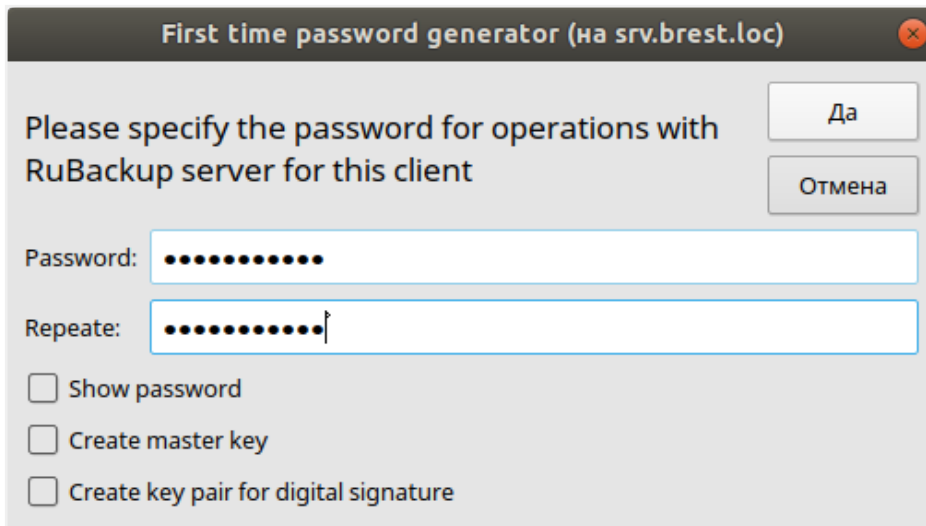 First time password generator (на srv.brest.loc)
Please specify the password for operations with
RuBackup server for this client
Да
Отмена
Password: ●●●●●●●●●●●
Repeate: ●●●●●●●●●●●
Show password
Create master key
Create key pair for digital signature